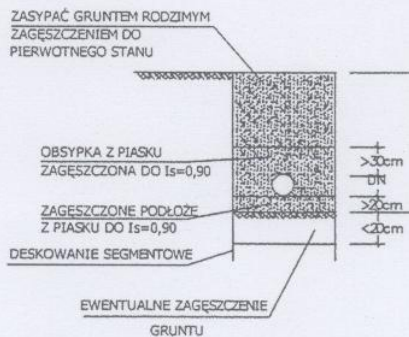 ZASYPAĆ GRUNTEM RODZIMYM
ZAGĘSZCZENIEM DO
PIERWOTNEGO STANU
OBSYPKA Z PIASKU
ZAGĘSZCZONA DO Is=0,90
>30cm
DN
ZAGĘSZCZONE PODŁOŻE
Z PIASKU DO Is=0,90
>20cm
<20cm
DESKOWANIE SEGMENTOWE
EWENTUALNE ZAGĘSZCZENIE
GRUNTU